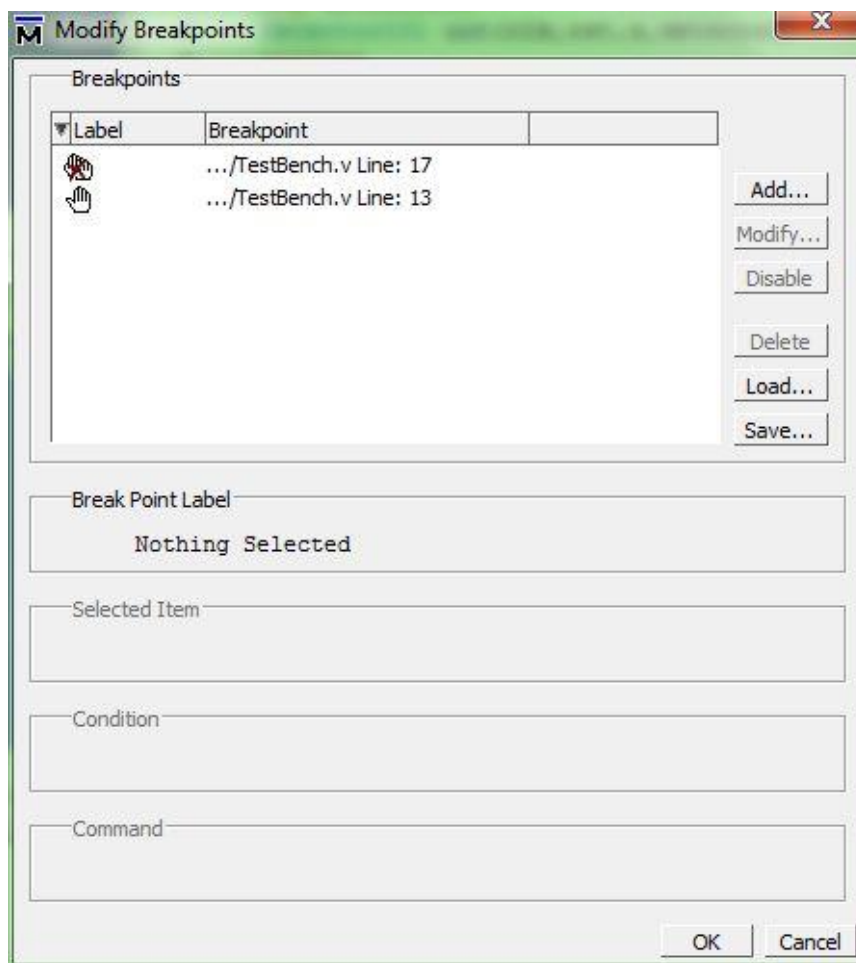 Modify Breakpoints
Breakpoints
Label Breakpoint
.../TestBench.v Line: 17
.../TestBench.v Line: 13
Add...
Modify...
Disable
Delete
Load...
Save...
Break Point Label
Nothing Selected
Selected Item
Condition
Command
OK Cancel